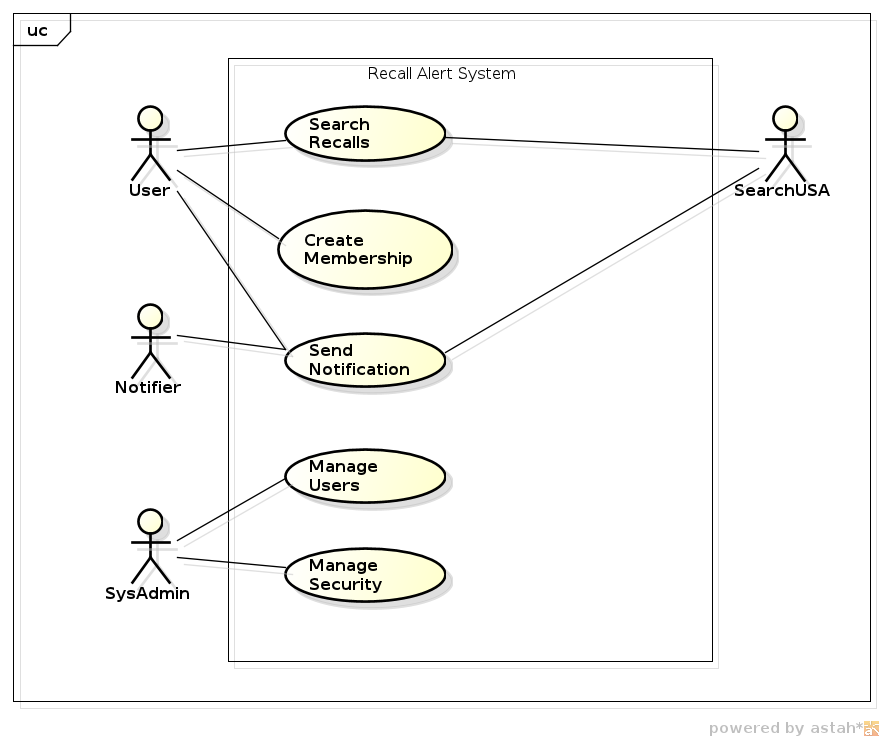 uc
Recall Alert System
Search
Recalls
User
SearchUSA
Create
Membership
Send
Notification
Notifier
Manage
Users
Manage
Security
SysAdmin
powered by astah*